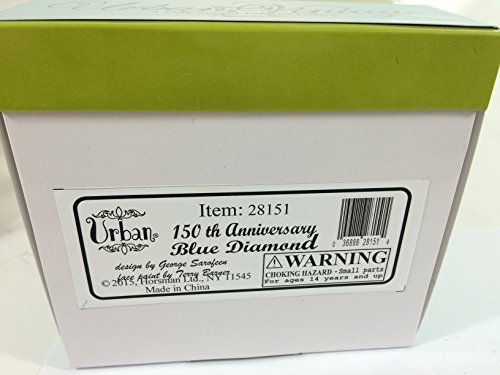 Item: 28151
Urban®
150 th Anniversary
Blue Diamond
design by George Sarofeen
face paint by Terry Barner
© 2015, Horsman Ltd., NY 11545
Made in China
0 36888 28151 4
WARNING
CHOKING HAZARD - Small parts
For ages 14 years and up